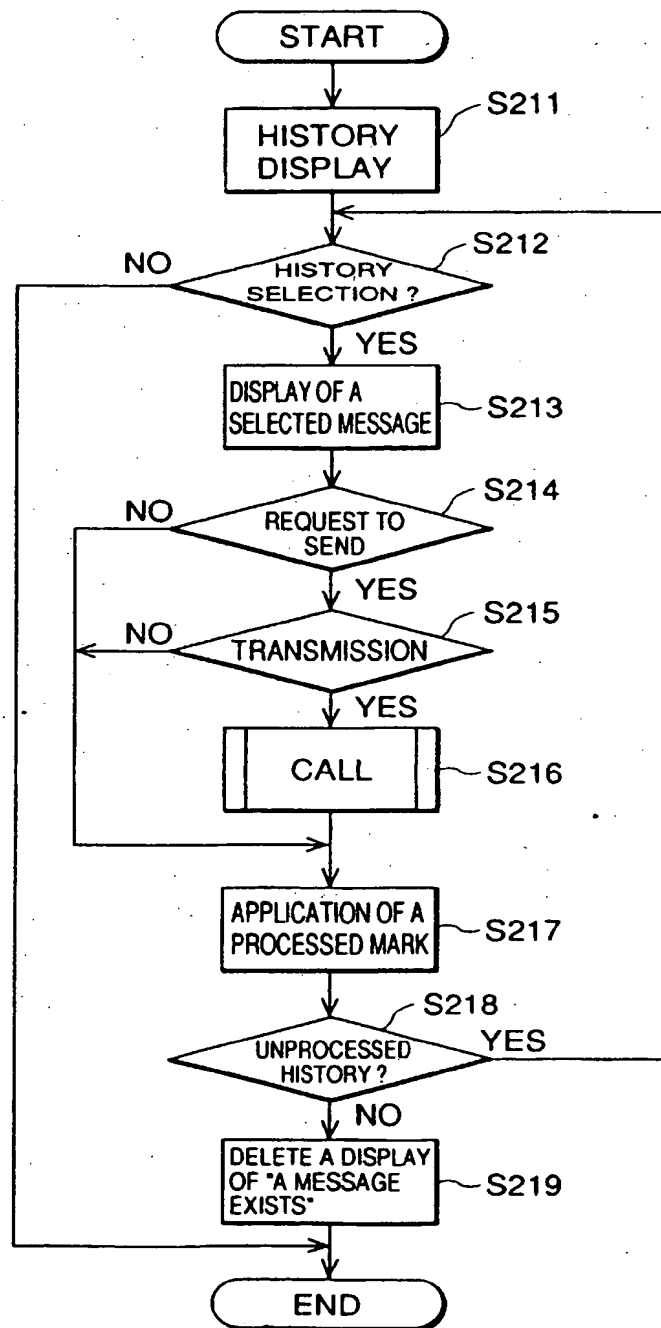 START
S211
HISTORY
DISPLAY
S212
NO
HISTORY
SELECTION ?
YES
DISPLAY OF A
SELECTED MESSAGE
S213
S214
NO
REQUEST TO
SEND
YES
S215
NO
TRANSMISSION
YES
CALL
S216
APPLICATION OF A
PROCESSED MARK
S217
S218
UNPROCESSED
HISTORY ?
YES
NO
DELETE A DISPLAY
OF "A MESSAGE
EXISTS"
S219
END